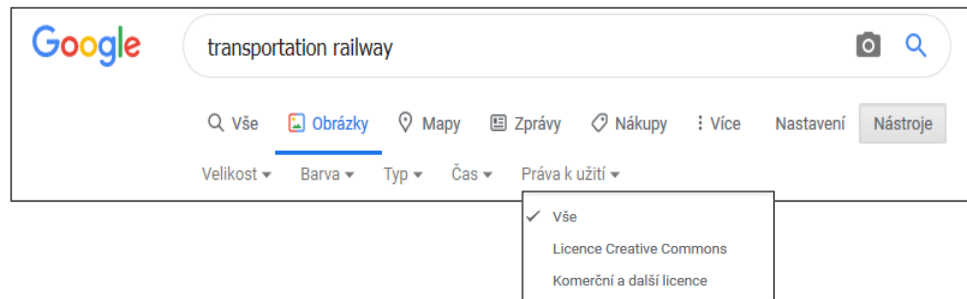 Google transportation railway
Vše Obrázky Mapy Zprávy Nákupy Více Nastavení Nástroje
Velikost Barva Typ Čas Práva k užití
Vše
Licence Creative Commons
Komerční a další licence